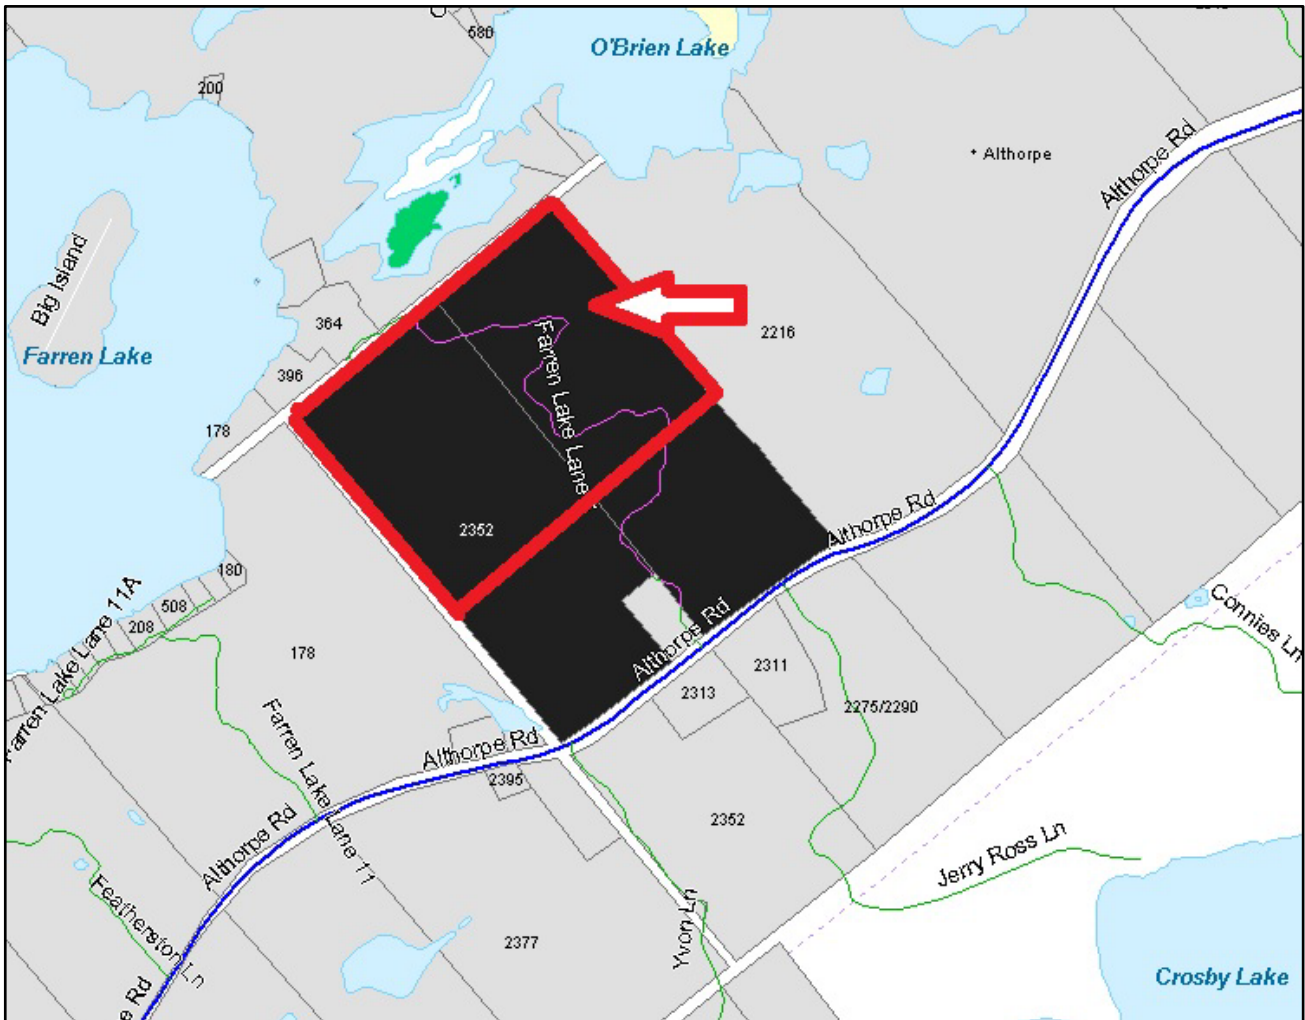 580
O'Brien Lake
200
Althorpe
Althorpe Rd
Big Island
364
2216
Farren Lake
396
Farren Lake Lane
178
Althorpe Rd
2352
180
508
208
Farren Lake Lane 11A
Connies Ln
Althorpe Rd
178
2311
2313
2275/2290
Farren Lake Lane 11
Althorpe Rd
2395
2352
Althorpe Rd
Jerry Ross Ln
Featherston Ln
Yvon Ln
2377
Crosby Lake
e Rd